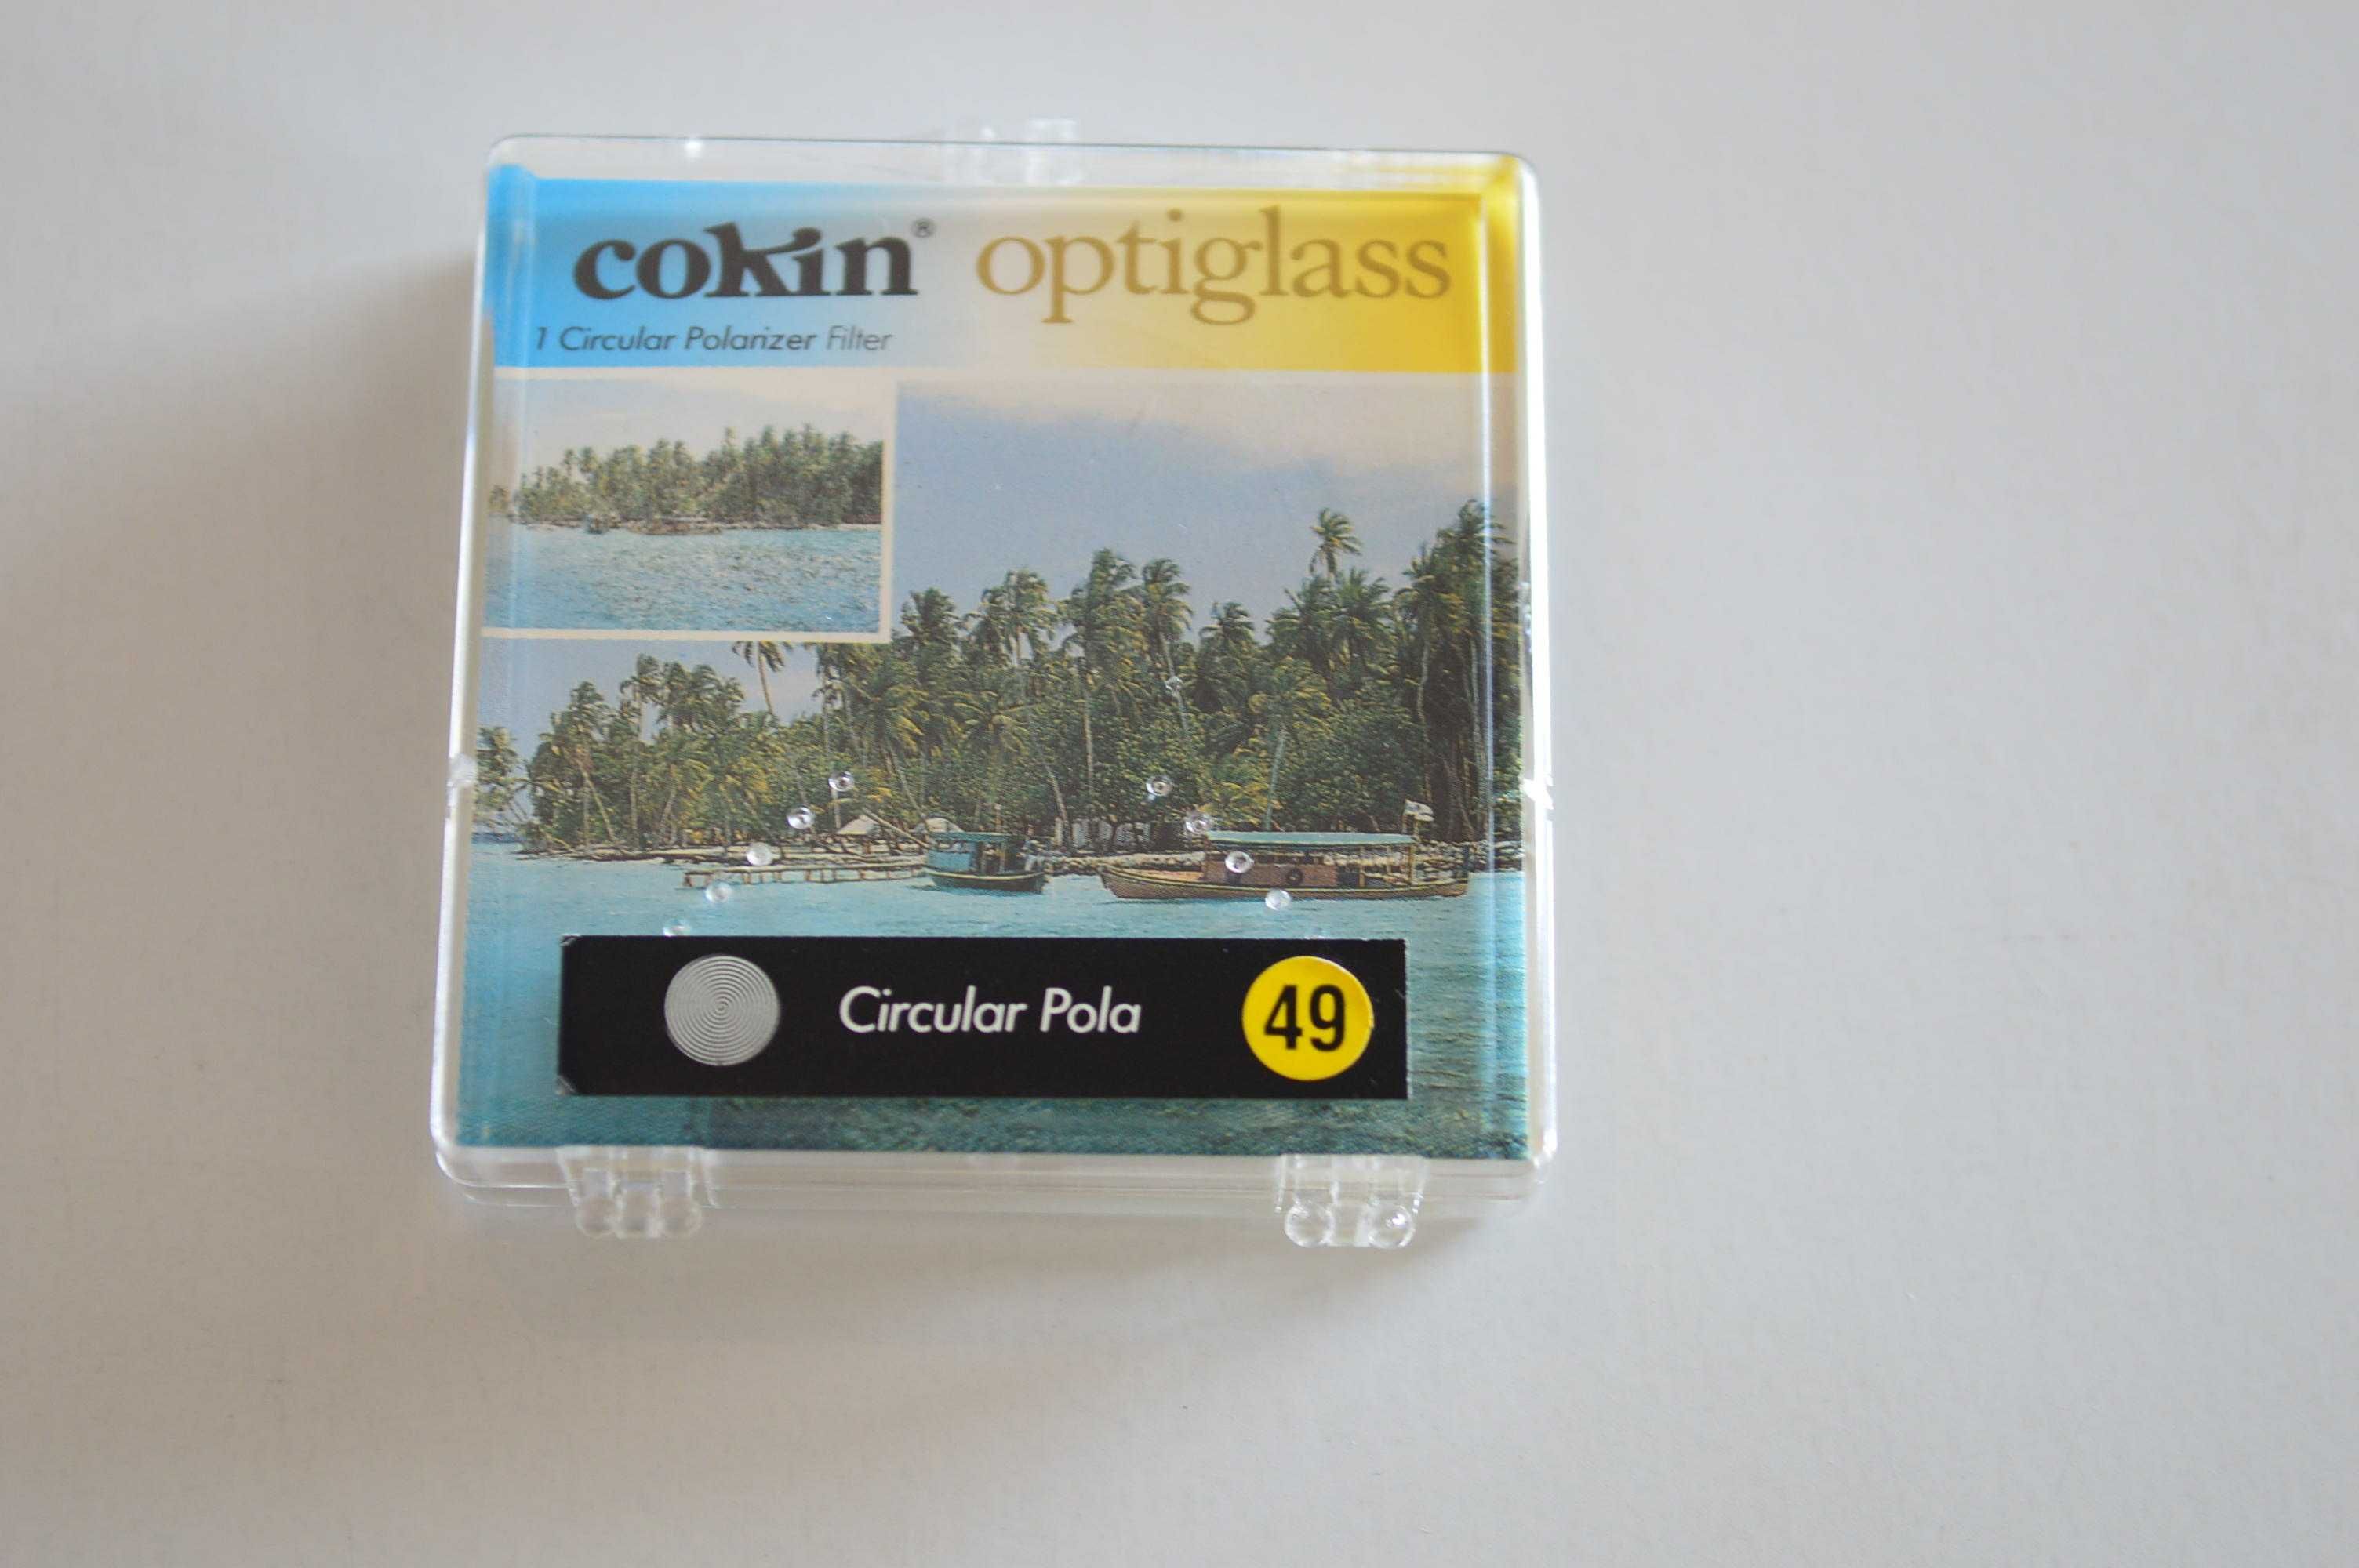 cokin® optiglass
1 Circular Polarizer Filter
Circular Pola 49